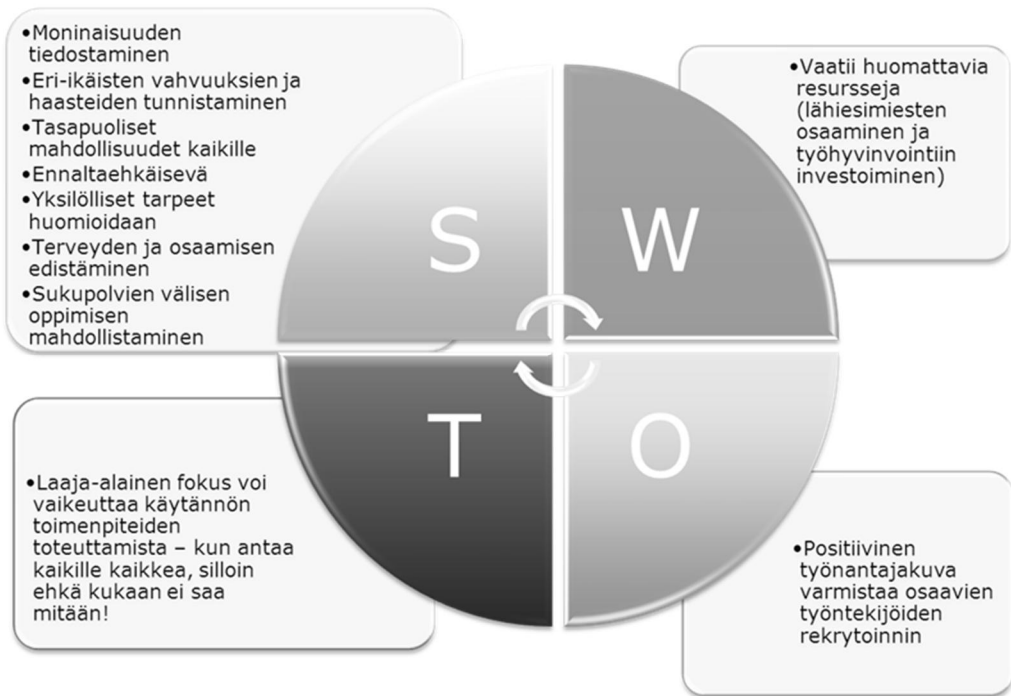 •Moninaisuuden
tiedostaminen
•Eri-ikäisten vahvuuksien ja
haasteiden tunnistaminen
•Tasapuoliset
mahdollisuudet kaikille
•Ennaltaehkäisevä
•Yksilölliset tarpeet
huomioidaan
•Terveyden ja osaamisen
edistäminen
•Sukupolvien välisen
oppimisen
mahdollistaminen
S
W
•Vaatii huomattavia
resursseja
(lähiesimiesten
osaaminen ja
työhyvinvointiin
investoiminen)
•Laaja-alainen fokus voi
vaikeuttaa käytännön
toimenpiteiden
toteuttamista – kun antaa
kaikille kaikkea, silloin
ehkä kukaan ei saa
mitään!
T
O
•Positiivinen
työnantajakuva
varmistaa osaavien
työntekijöiden
rekrytoinnin